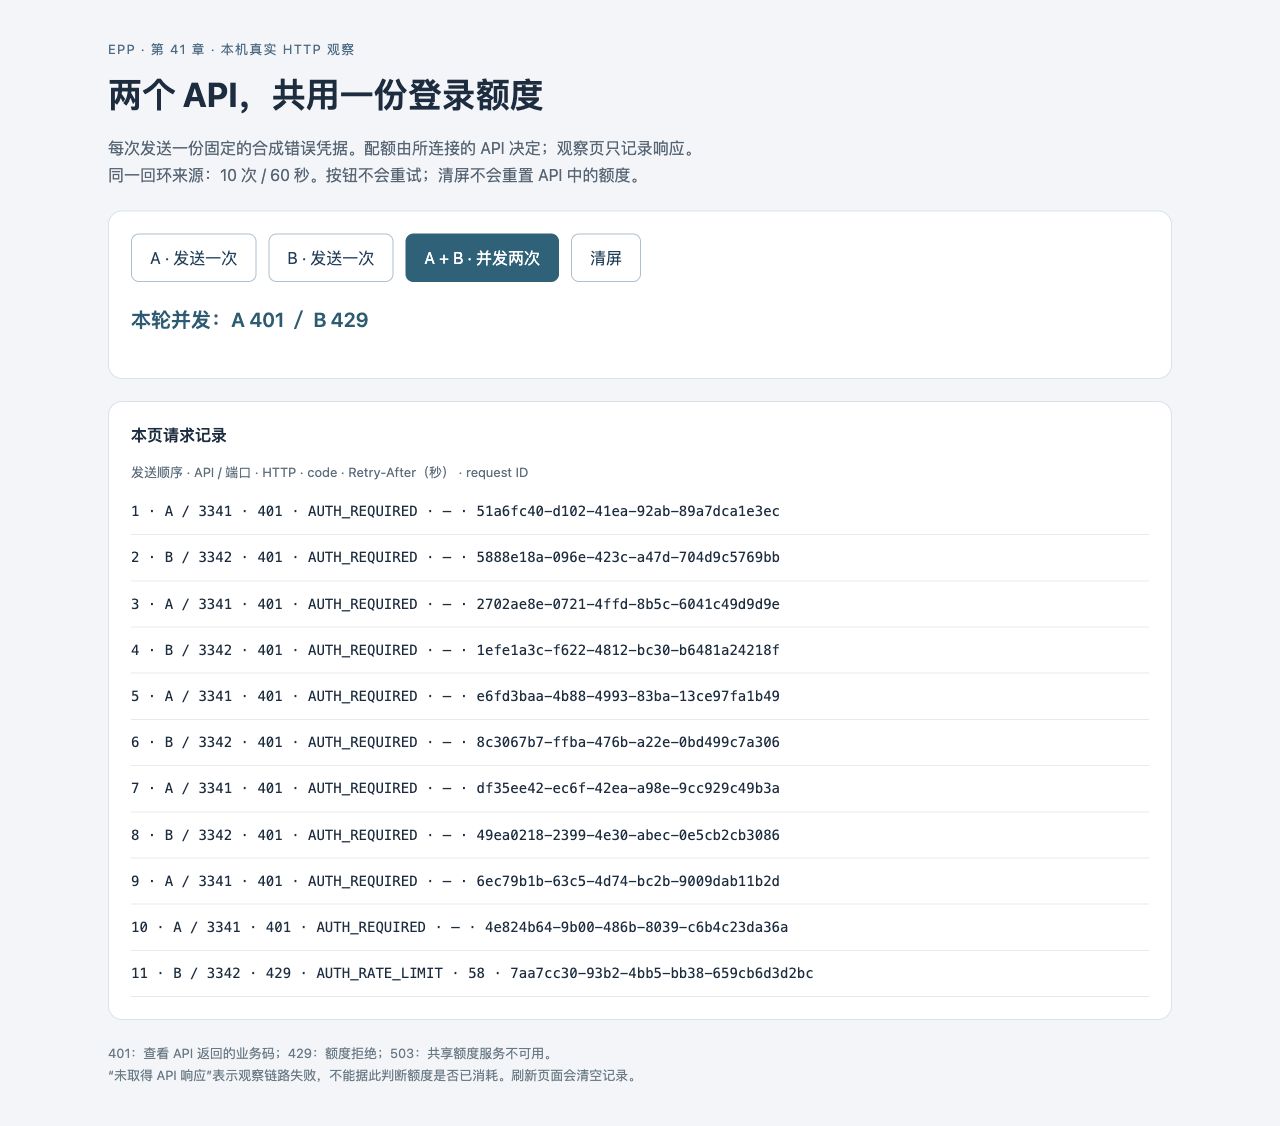 EPP · 第 41 章 · 本机真实 HTTP 观察
两个 API，共用一份登录额度
每次发送一份固定的合成错误凭据。配额由所连接的 API 决定；观察页只记录响应。
同一回环来源：10 次 / 60 秒。按钮不会重试；清屏不会重置 API 中的额度。
A · 发送一次
B · 发送一次
A + B · 并发两次
清屏
本轮并发：A 401 / B 429
本页请求记录
发送顺序 · API / 端口 · HTTP · code · Retry-After（秒） · request ID
1 · A / 3341 · 401 · AUTH_REQUIRED · — · 51a6fc40-d102-41ea-92ab-89a7dca1e3ec
2 · B / 3342 · 401 · AUTH_REQUIRED · — · 5888e18a-096e-423c-a47d-704d9c5769bb
3 · A / 3341 · 401 · AUTH_REQUIRED · — · 2702ae8e-0721-4ffd-8b5c-6041c49d9d9e
4 · B / 3342 · 401 · AUTH_REQUIRED · — · 1efe1a3c-f622-4812-bc30-b6481a24218f
5 · A / 3341 · 401 · AUTH_REQUIRED · — · e6fd3baa-4b88-4993-83ba-13ce97fa1b49
6 · B / 3342 · 401 · AUTH_REQUIRED · — · 8c3067b7-ffba-476b-a22e-0bd499c7a306
7 · A / 3341 · 401 · AUTH_REQUIRED · — · df35ee42-ec6f-42ea-a98e-9cc929c49b3a
8 · B / 3342 · 401 · AUTH_REQUIRED · — · 49ea0218-2399-4e30-abec-0e5cb2cb3086
9 · A / 3341 · 401 · AUTH_REQUIRED · — · 6ec79b1b-63c5-4d74-bc2b-9009dab11b2d
10 · A / 3341 · 401 · AUTH_REQUIRED · — · 4e824b64-9b00-486b-8039-c6b4c23da36a
11 · B / 3342 · 429 · AUTH_RATE_LIMIT · 58 · 7aa7cc30-93b2-4bb5-bb38-659cb6d3d2bc
401：查看 API 返回的业务码；429：额度拒绝；503：共享额度服务不可用。
“未取得 API 响应”表示观察链路失败，不能据此判断额度是否已消耗。刷新页面会清空记录。